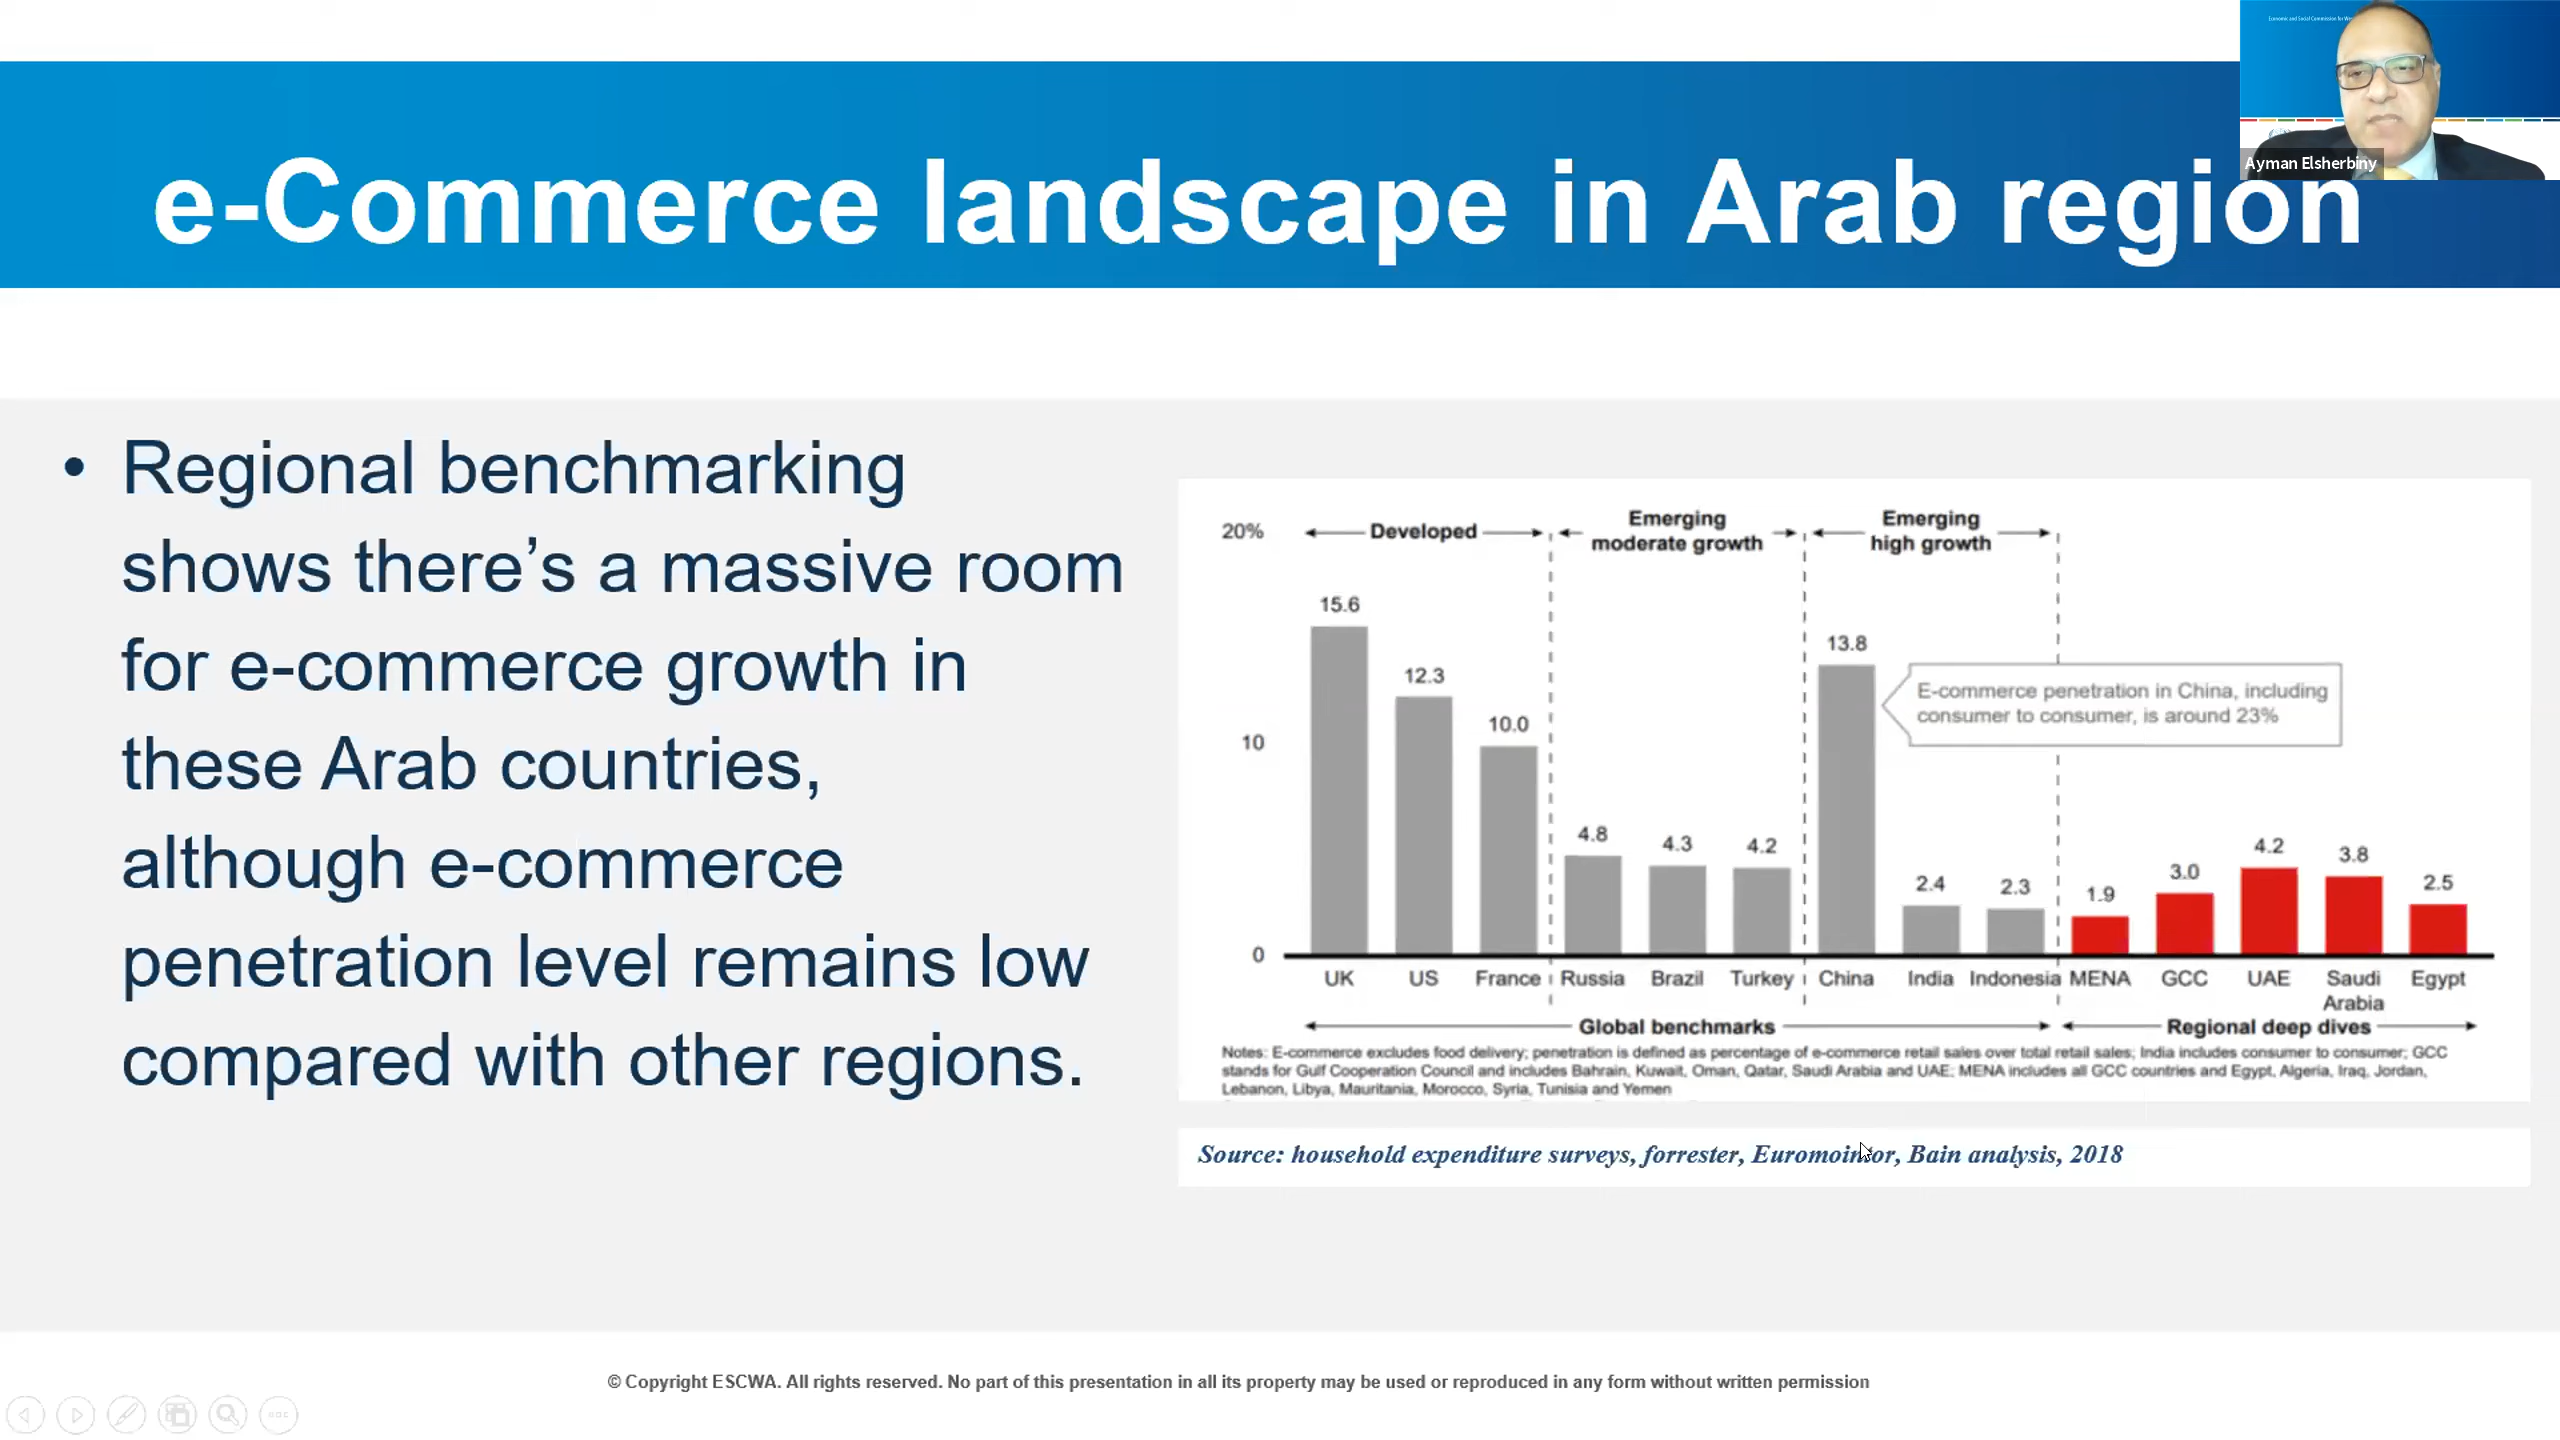 Economic and Social Commission for We
Ayman Elsherbiny
e-Commerce landscape in Arab region
• Regional benchmarking
shows there’s a massive room
for e-commerce growth in
these Arab countries,
although e-commerce
penetration level remains low
compared with other regions.
20% Developed Emerging moderate growth Emerging high growth
15.6 12.3 10.0 4.8 4.3 4.2 13.8 2.4 2.3 1.9 3.0 4.2 3.8 2.5
E-commerce penetration in China, including
consumer to consumer, is around 23%
10
0
UK US France Russia Brazil Turkey China India Indonesia MENA GCC UAE Saudi Arabia Egypt
Global benchmarks Regional deep dives
Notes: E-commerce excludes food delivery; penetration is defined as percentage of e-commerce retail sales over total retail sales; India includes consumer to consumer; GCC
stands for Gulf Cooperation Council and includes Bahrain, Kuwait, Oman, Qatar, Saudi Arabia and UAE; MENA includes all GCC countries and Egypt, Algeria, Iraq, Jordan,
Lebanon, Libya, Mauritania, Morocco, Syria, Tunisia and Yemen
Source: household expenditure surveys, forrester, Bain analysis, 2018
© Copyright ESCWA. All rights reserved. No part of this presentation in all its property may be used or reproduced in any form without written permission